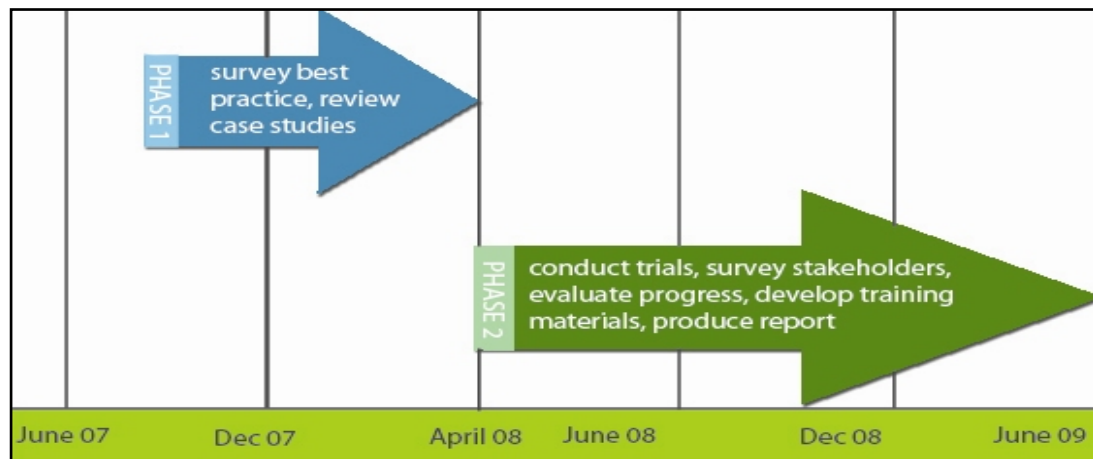 PHASE 1
survey best
practice, review
case studies
PHASE 2
conduct trials, survey stakeholders,
evaluate progress, develop training
materials, produce report
June 07 Dec 07 April 08 June 08 Dec 08 June 09